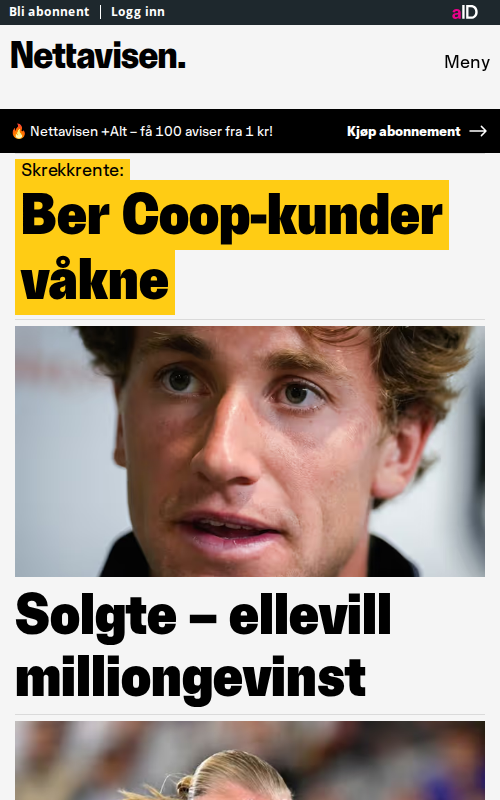 Bli abonnent | Logg inn
aID
Nettavisen.
Meny
🔥 Nettavisen +Alt – få 100 aviser fra 1 kr!
Kjøp abonnement →
Skrekkrente:
Ber Coop-kunder
våkne
Solgte – ellevill
milliongevinst